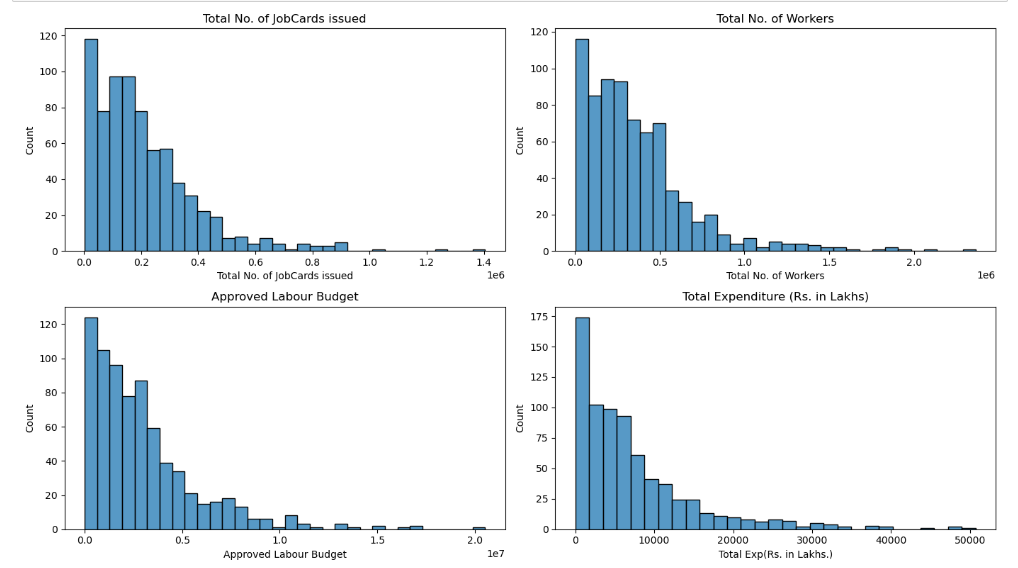 Total No. of JobCards issued
Count
120
100
80
60
40
20
0
0.0 0.2 0.4 0.6 0.8 1.0 1.2 1.4
1e6
Total No. of JobCards issued
Total No. of Workers
Count
120
100
80
60
40
20
0
0.0 0.5 1.0 1.5 2.0
1e6
Total No. of Workers
Approved Labour Budget
Count
120
100
80
60
40
20
0
0.0 0.5 1.0 1.5 2.0
1e7
Approved Labour Budget
Total Expenditure (Rs. in Lakhs)
Count
175
150
125
100
75
50
25
0
0 10000 20000 30000 40000 50000
Total Exp(Rs. in Lakhs.)